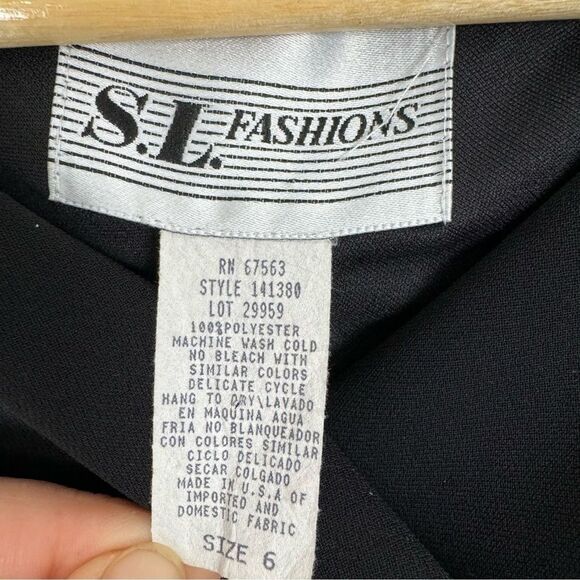 S.L. FASHIONS
RN 67563
STYLE 141380
LOT 29959
100%POLYESTER
MACHINE WASH COLD
NO BLEACH WITH
SIMILAR COLORS
DELICATE CYCLE
HANG TO DRY\LAVADO
EN MAQUINA AGUA
FRIA NO BLANQUEADOR
CON COLORES SIMILAR
CICLO DELICADO
SECAR COLGADO
MADE IN U.S.A OF
IMPORTED AND
DOMESTIC FABRIC
SIZE 6